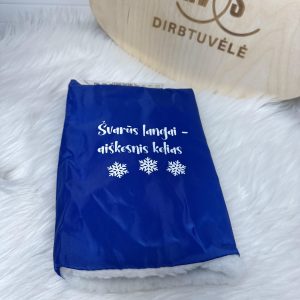 DIRBTUVĖLĖ
Švarūs langai –
aiškesnis kelias